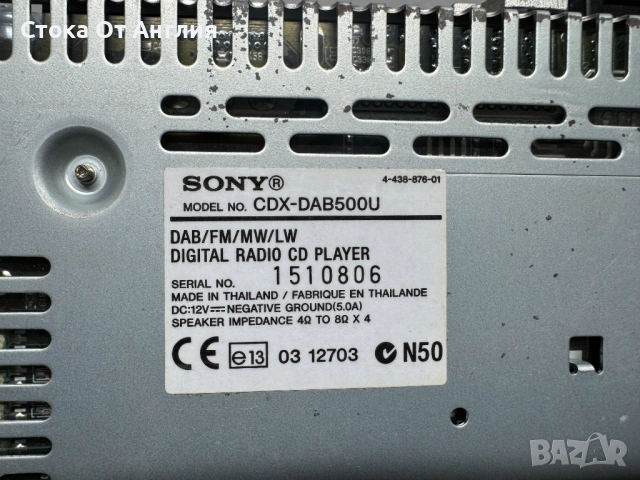 Стока От Англия
SONY® 4-438-876-01
MODEL NO. CDX-DAB500U
DAB/FM/MW/LW
DIGITAL RADIO CD PLAYER
SERIAL NO. 1510806
MADE IN THAILAND / FABRIQUE EN THAILANDE
DC:12V⎓NEGATIVE GROUND(5.0A)
SPEAKER IMPEDANCE 4Ω TO 8Ω X 4
CE e13 03 12703 N50
BAZAR